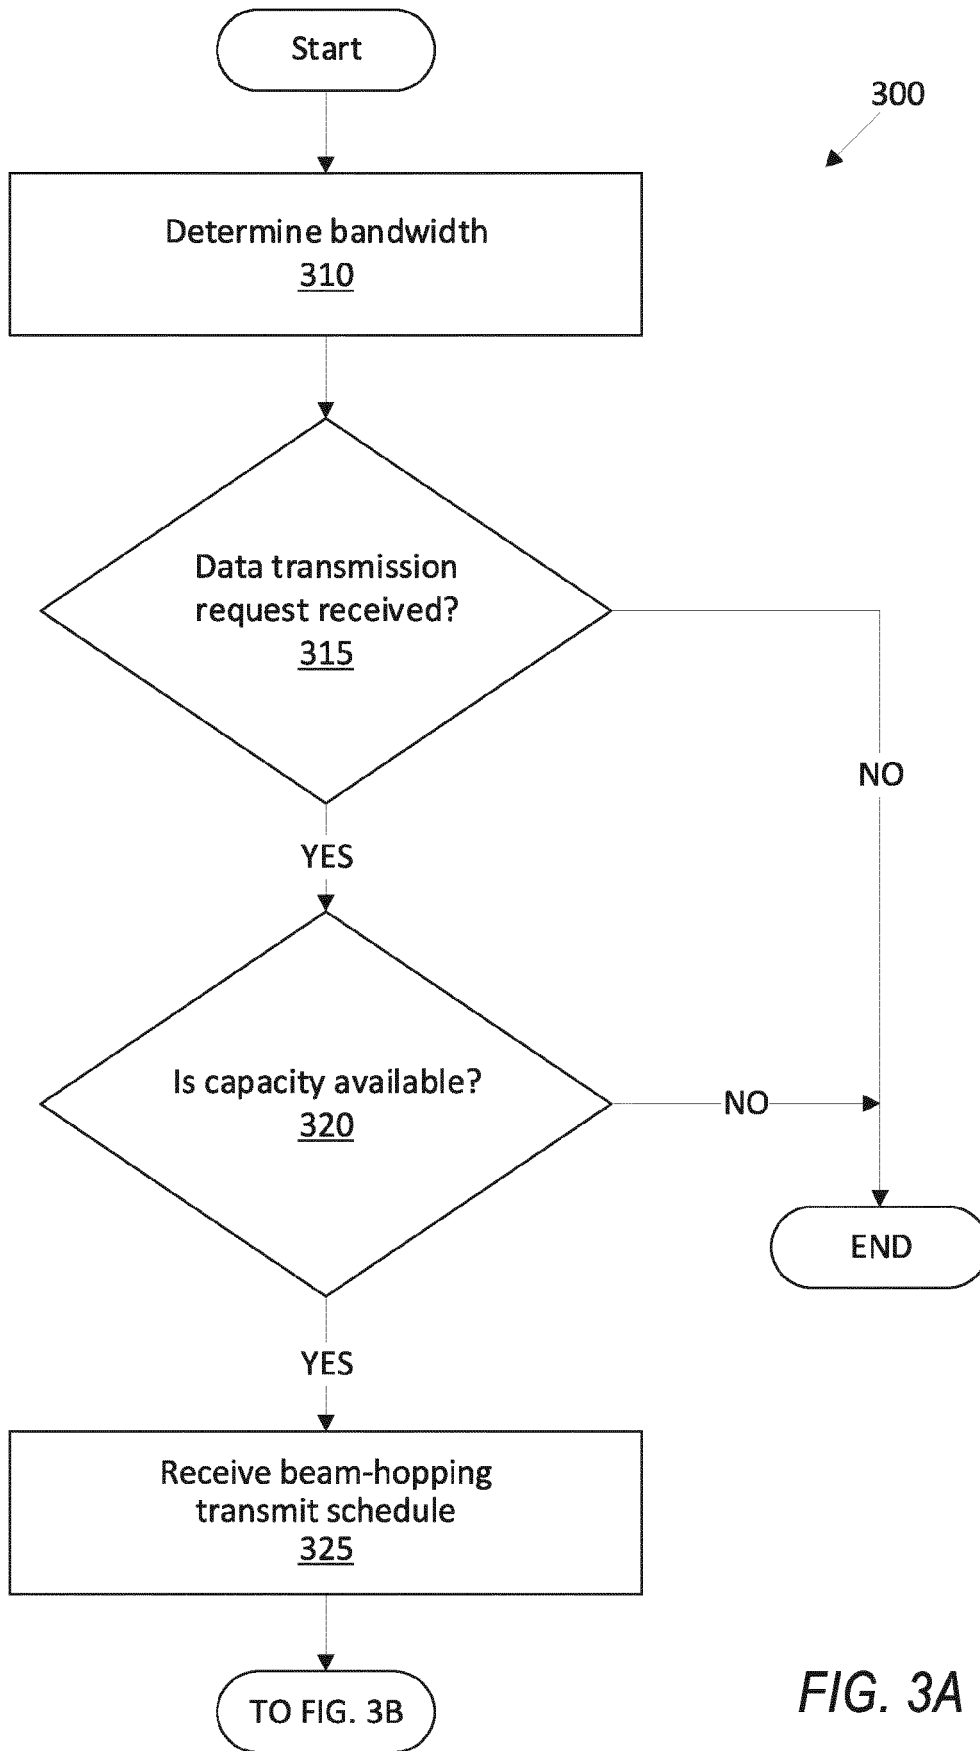 Start
300
Determine bandwidth
310
Data transmission
request received?
315
NO
YES
Is capacity available?
320
NO
END
YES
Receive beam-hopping
transmit schedule
325
TO FIG. 3B
FIG. 3A